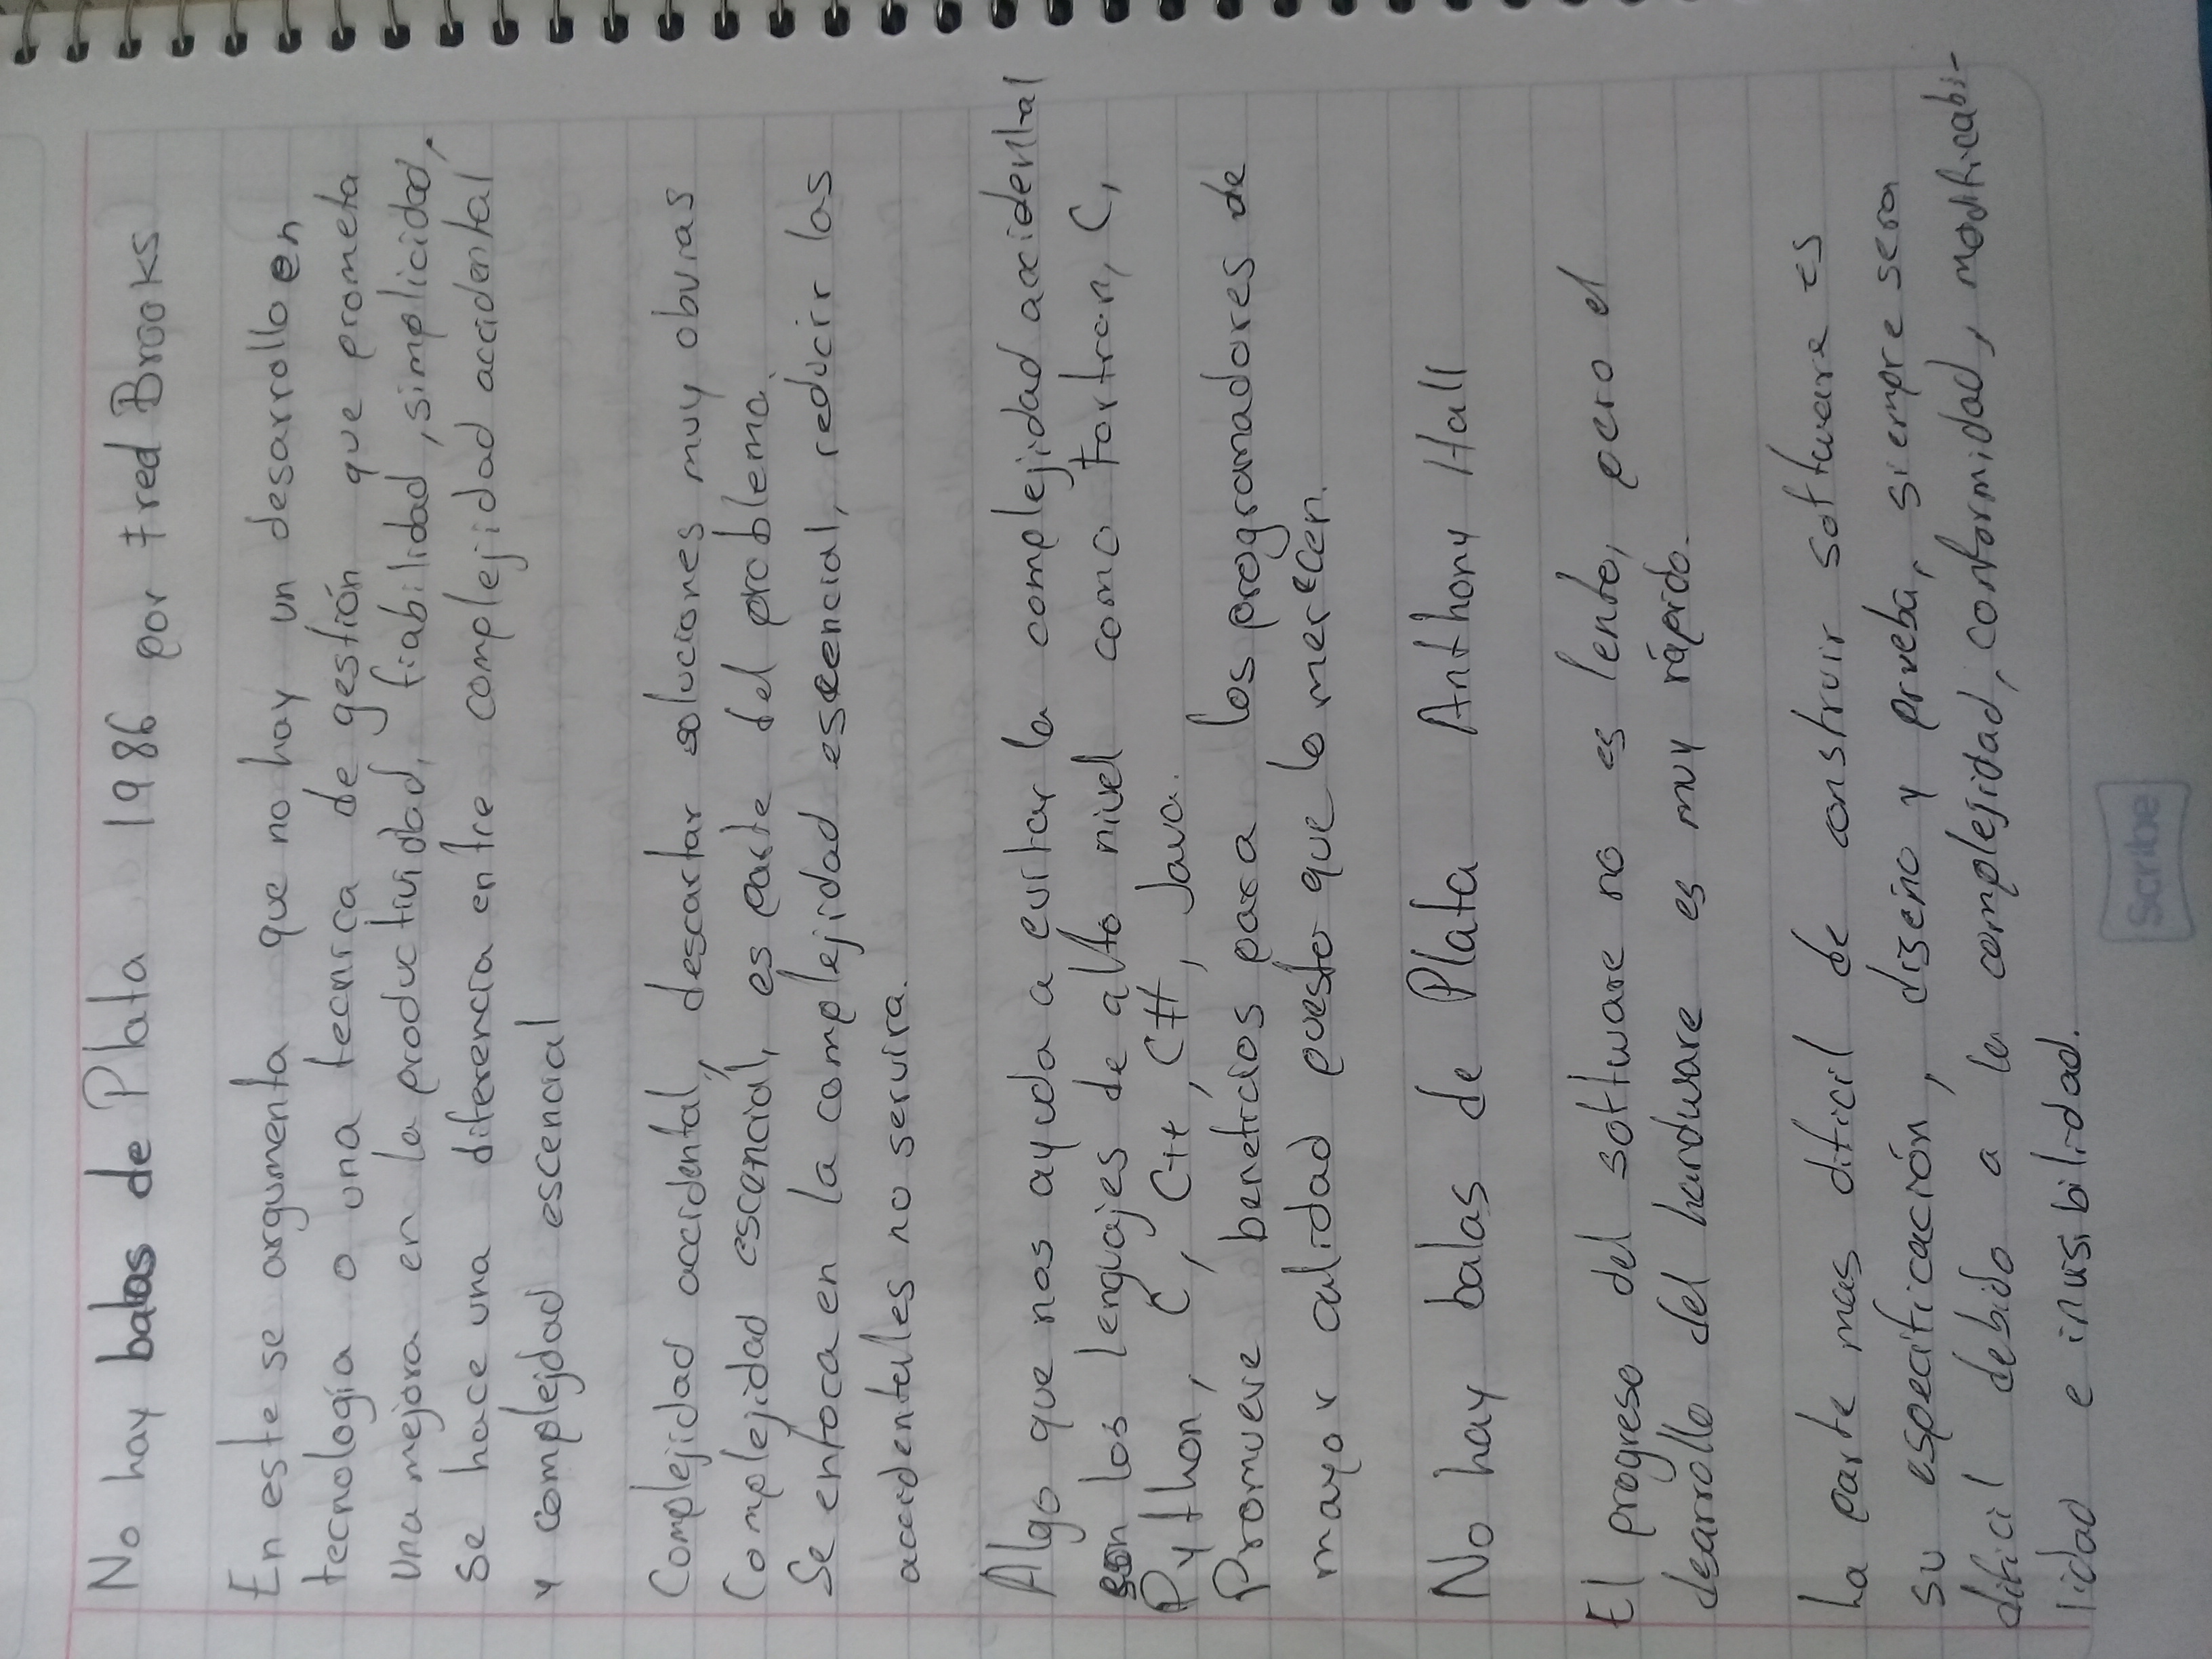 No hay balas de Plata 1986 por Fred Brooks
En este se argumenta que no hay un desarrollo en
tecnología o una tecnica de gestión que prometa
una mejora en la productividad, fiabilidad, simplicidad,
se hace una diferencia entre complejidad accidental
y complejdad escencial
Complejidad accidental, descartar soluciones muy obvias
Complejidad escencial, es parte del problema.
Se enfoca en la complejidad escencial, reducir las
accidentales no servira.
Algo que nos ayuda a evitar la complejidad accidental
son los lenguajes de alto nivel como Fortran, C,
Python, C, C++, C#, Java.
Promueve beneficios para los programadores de
mayor calidad puesto que lo merecen.
No hay balas de Plata Anthony Hall
El progreso del software no es lento, pero el
dearrollo del hardware es muy rápido.
La parte mas dificil de construir software es
su especificación, diseño y prueba, siempre sera
dificil debido a la complejidad, conformidad, modificabi-
lidad e invisibilidad.
Scribe